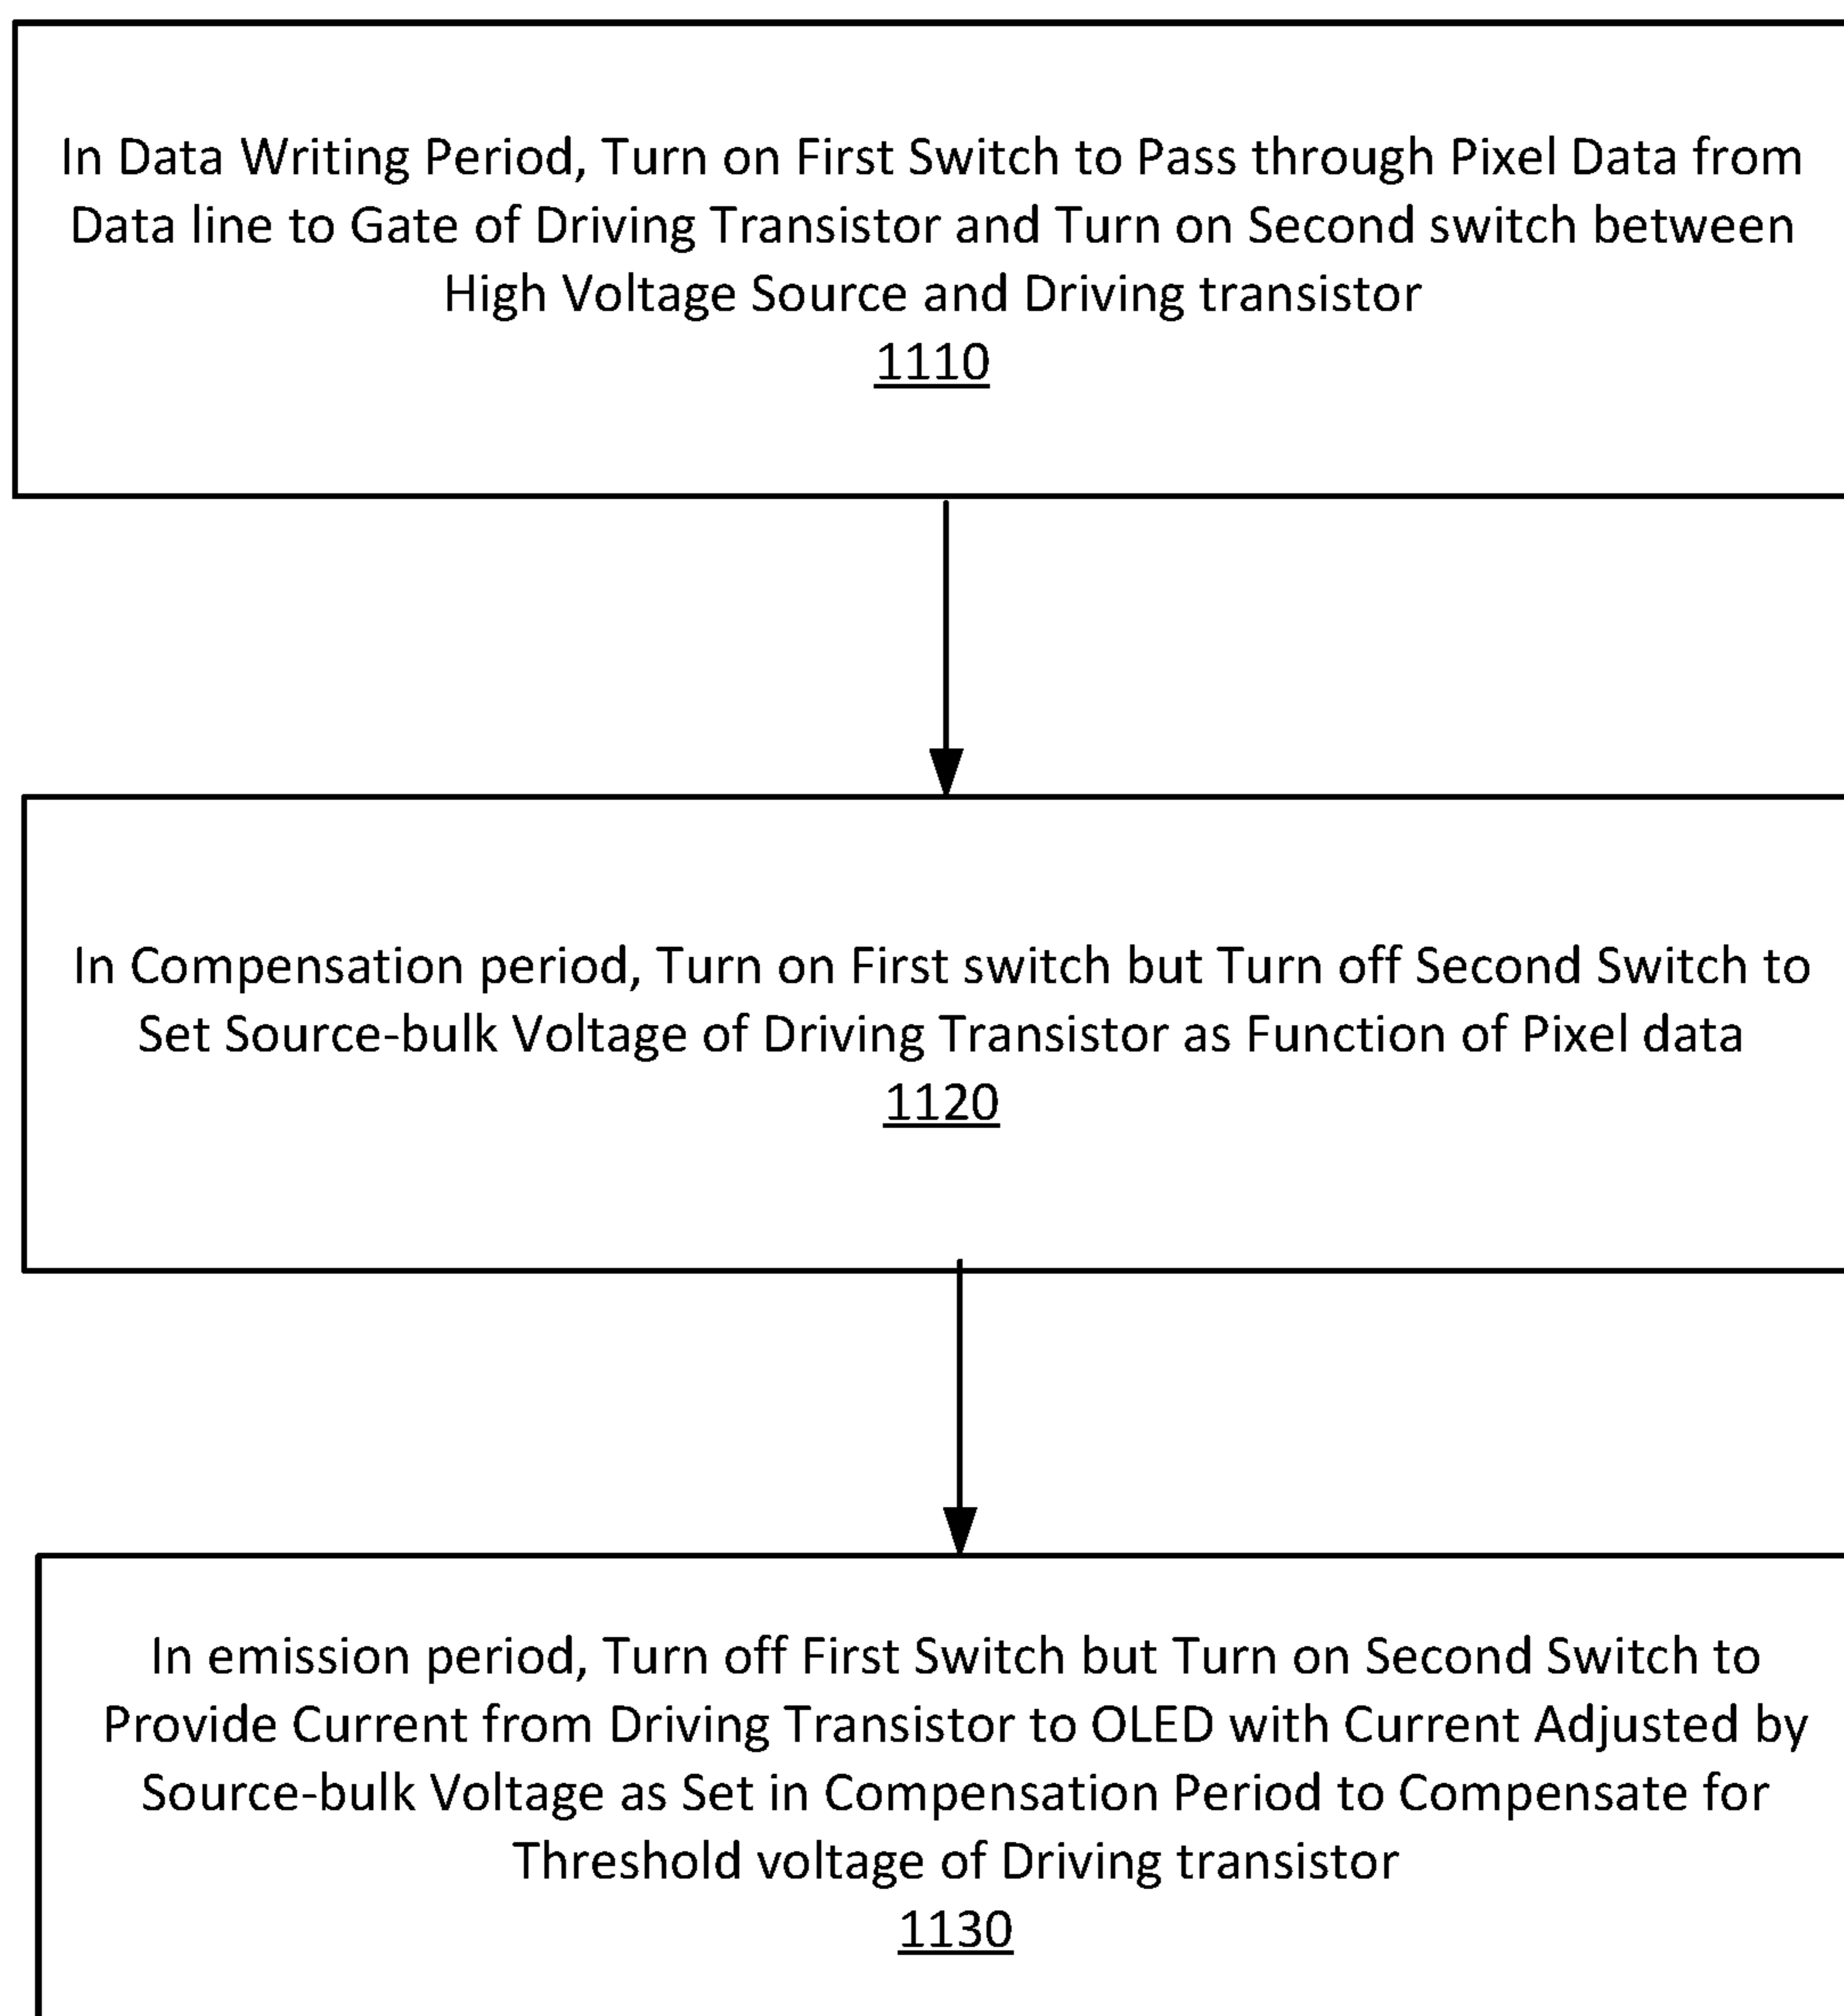 In Data Writing Period, Turn on First Switch to Pass through Pixel Data from
Data line to Gate of Driving Transistor and Turn on Second switch between
High Voltage Source and Driving transistor
1110
In Compensation period, Turn on First switch but Turn off Second Switch to
Set Source-bulk Voltage of Driving Transistor as Function of Pixel data
1120
In emission period, Turn off First Switch but Turn on Second Switch to
Provide Current from Driving Transistor to OLED with Current Adjusted by
Source-bulk Voltage as Set in Compensation Period to Compensate for
Threshold voltage of Driving transistor
1130